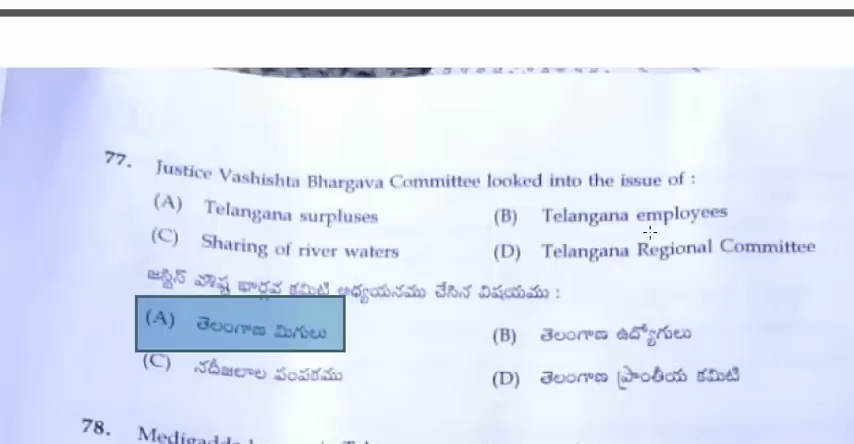 77. Justice Vashishta Bhargava Committee looked into the issue of :
(A) Telangana surpluses (B) Telangana employees
(C) Sharing of river waters (D) Telangana Regional Committee
జస్టిస్ వశిష్ట భార్గవ కమిటీ అధ్యయనము చేసిన విషయము :
(A) తెలంగాణ మిగులు (B) తెలంగాణ ఉద్యోగులు
(C) నదీజలాల పంపకము (D) తెలంగాణ ప్రాంతీయ కమిటి
78.